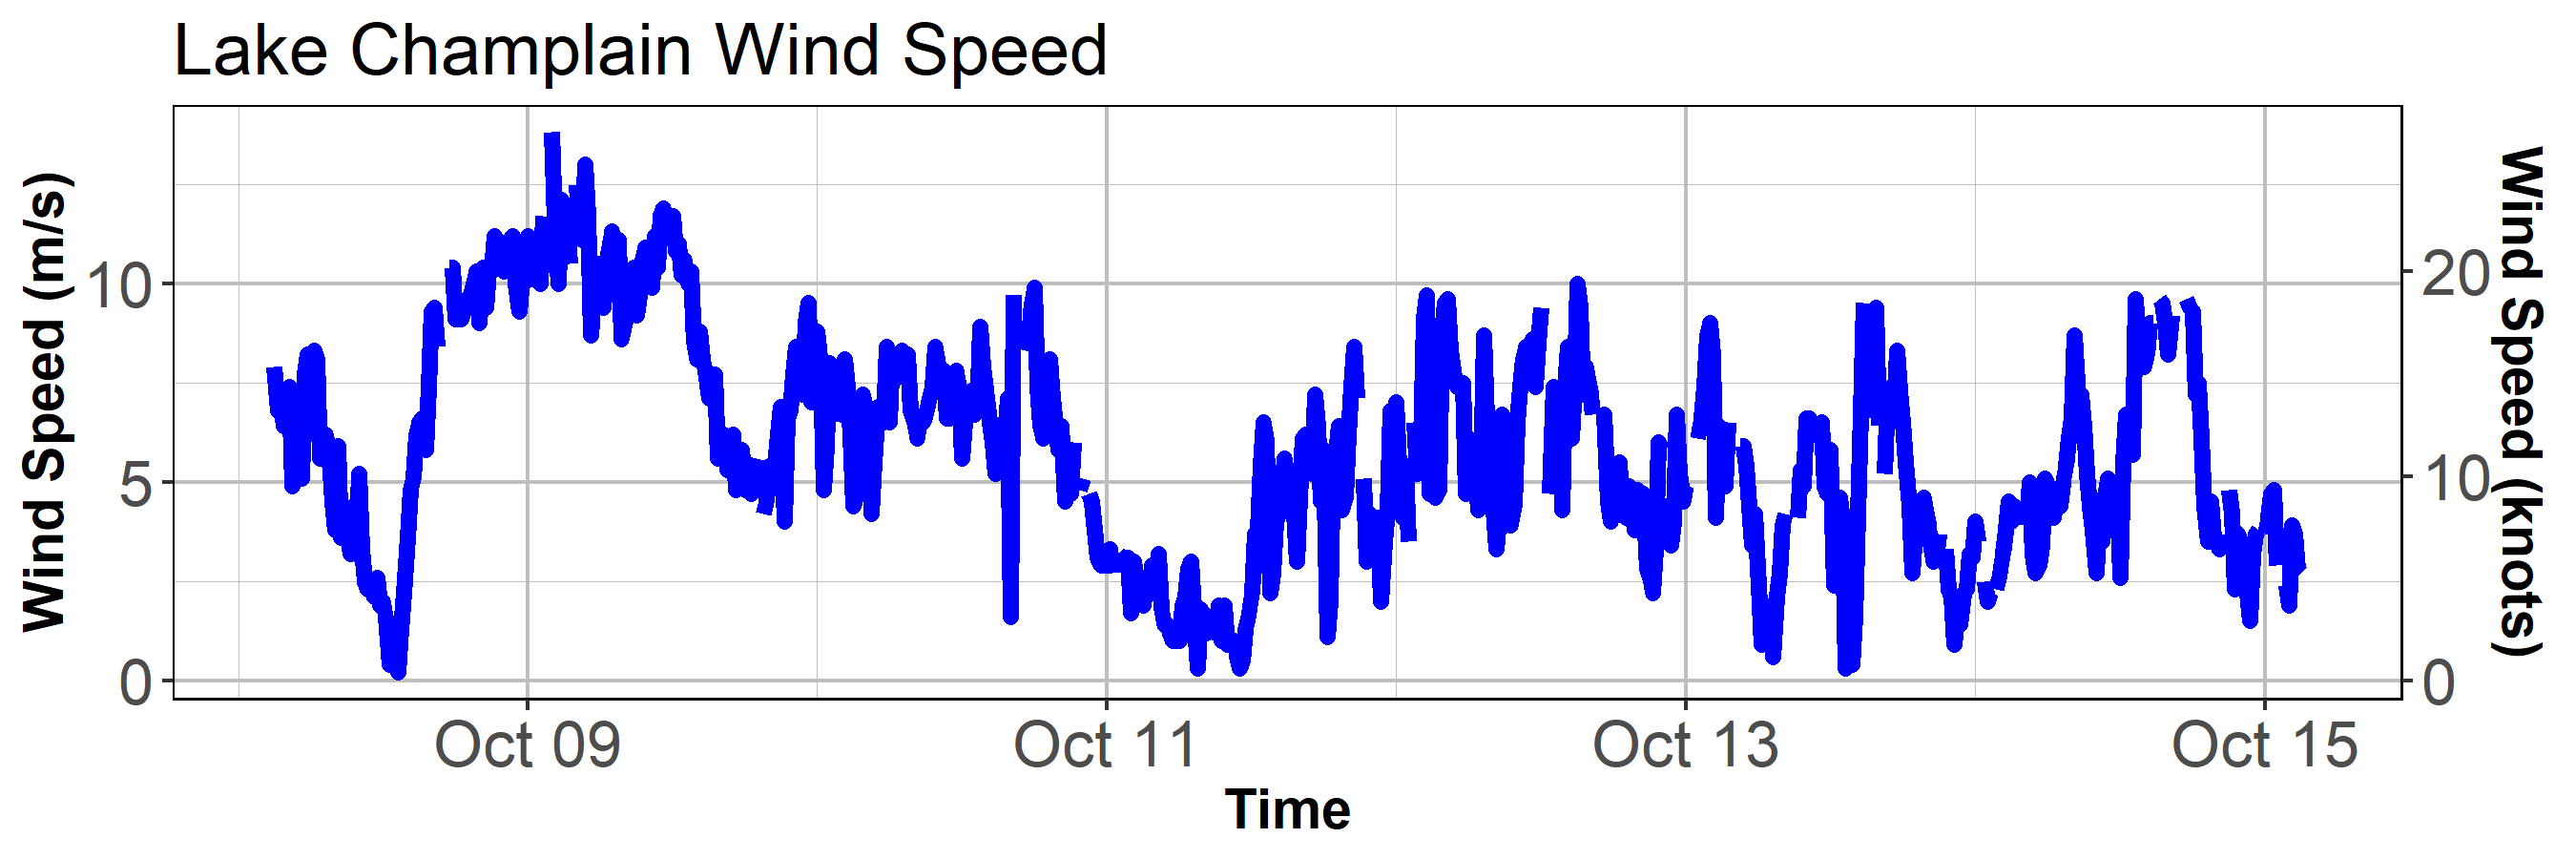 Lake Champlain Wind Speed
Wind Speed (m/s)
10
5
0
20
10
0
Wind Speed (knots)
Oct 09
Oct 11
Oct 13
Oct 15
Time